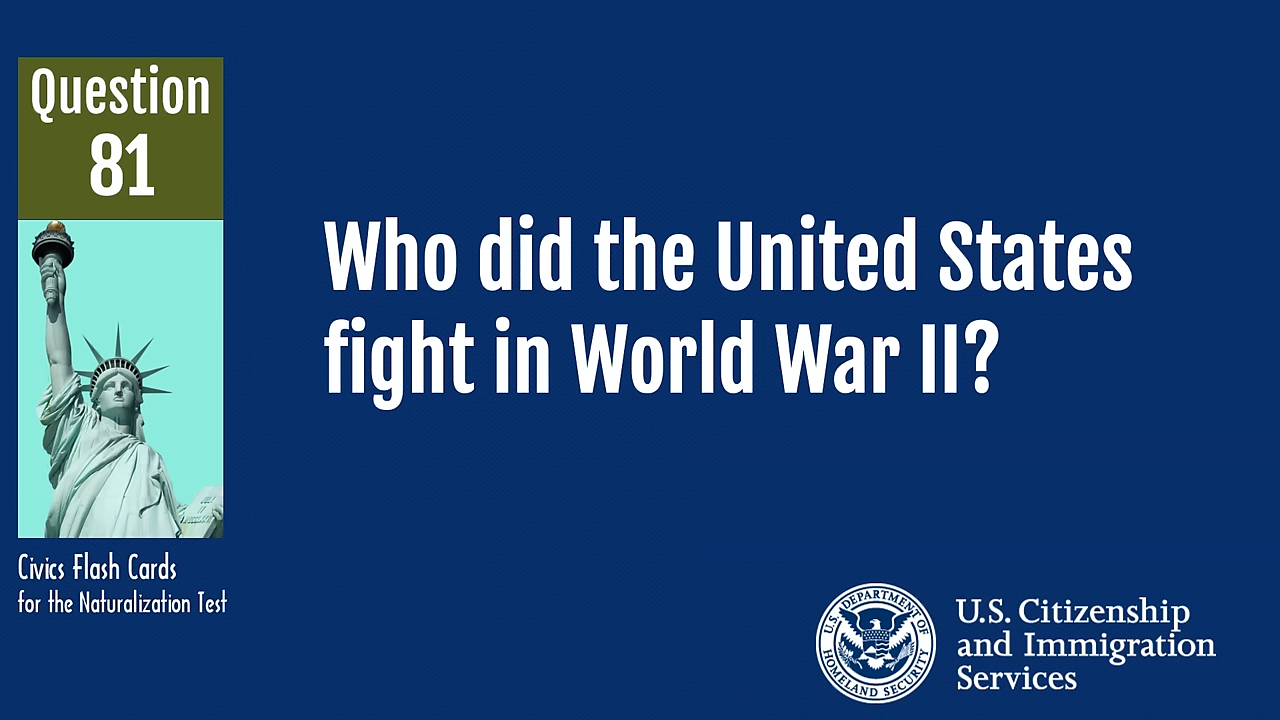 Question
81
Who did the United States
fight in World War II?
Civics Flash Cards
for the Naturalization Test
U.S. DEPARTMENT OF
HOMELAND SECURITY
U.S. Citizenship
and Immigration
Services